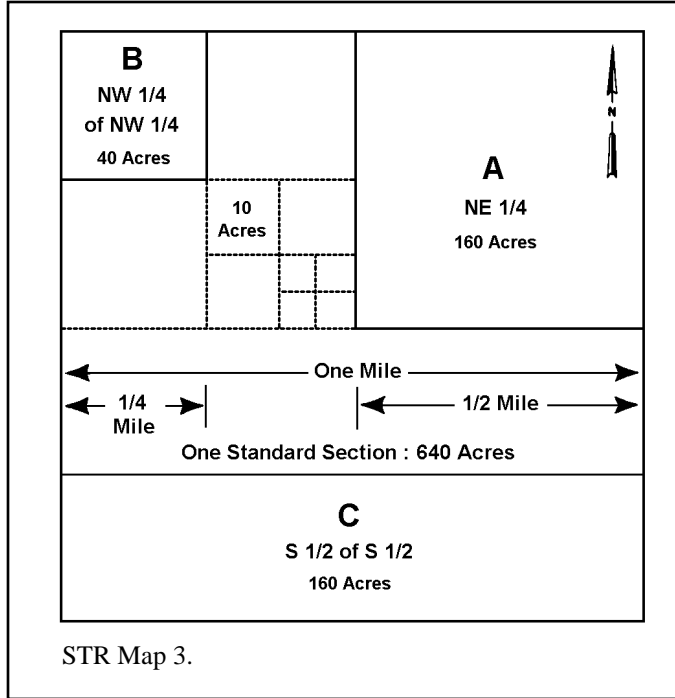 B
NW 1/4
of NW 1/4
40 Acres
N
A
NE 1/4
160 Acres
10
Acres
One Mile
1/4
Mile
1/2 Mile
One Standard Section : 640 Acres
C
S 1/2 of S 1/2
160 Acres
STR Map 3.